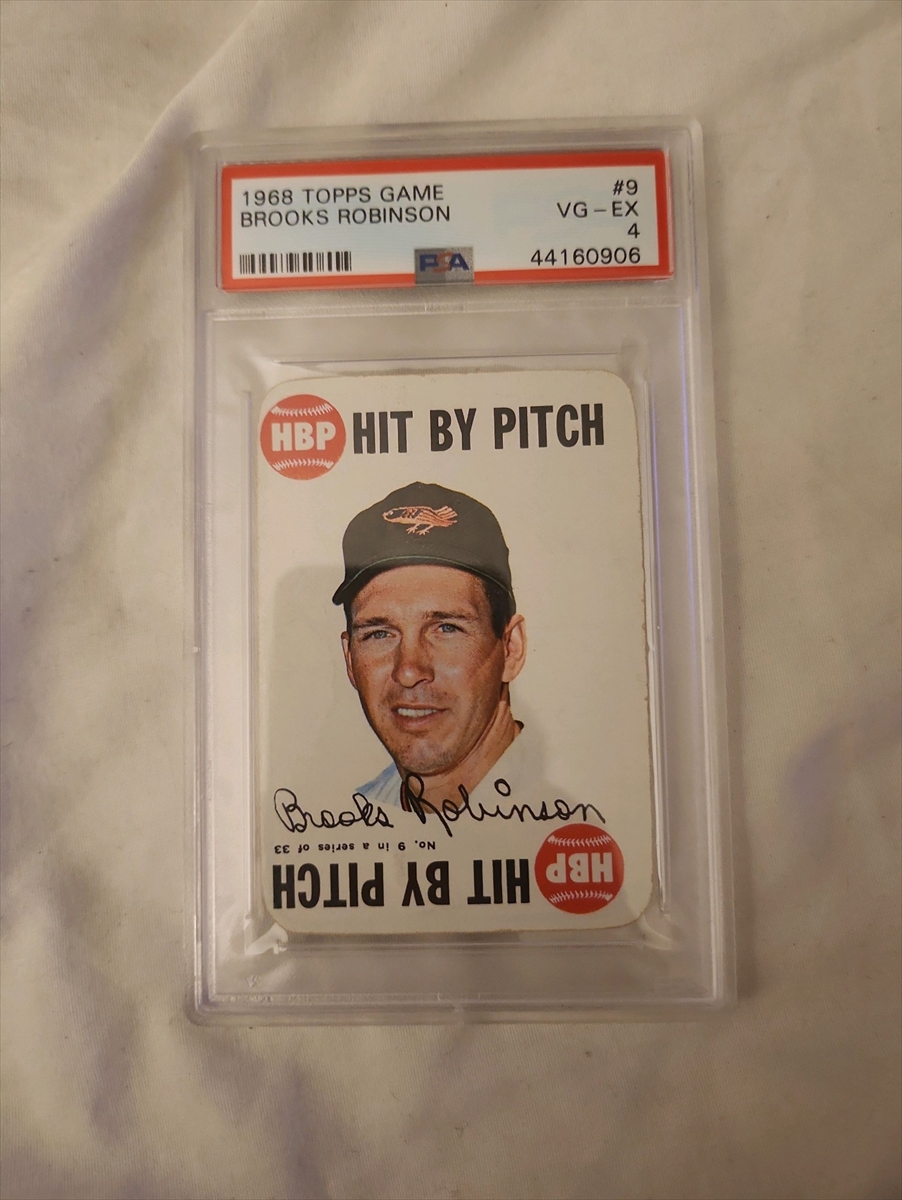 1968 TOPPS GAME
BROOKS ROBINSON
#9
VG-EX
4
44160906
PSA
HBP HIT BY PITCH
Brooks Robinson
No. 9 in a series of 33
HBP HIT BY PITCH